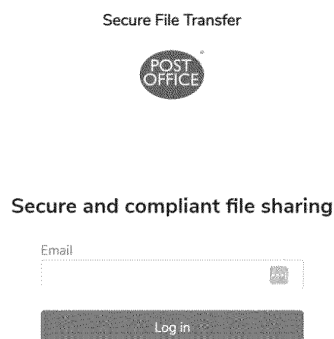 Secure File Transfer
POST
OFFICE
Secure and compliant file sharing
Email
Log in